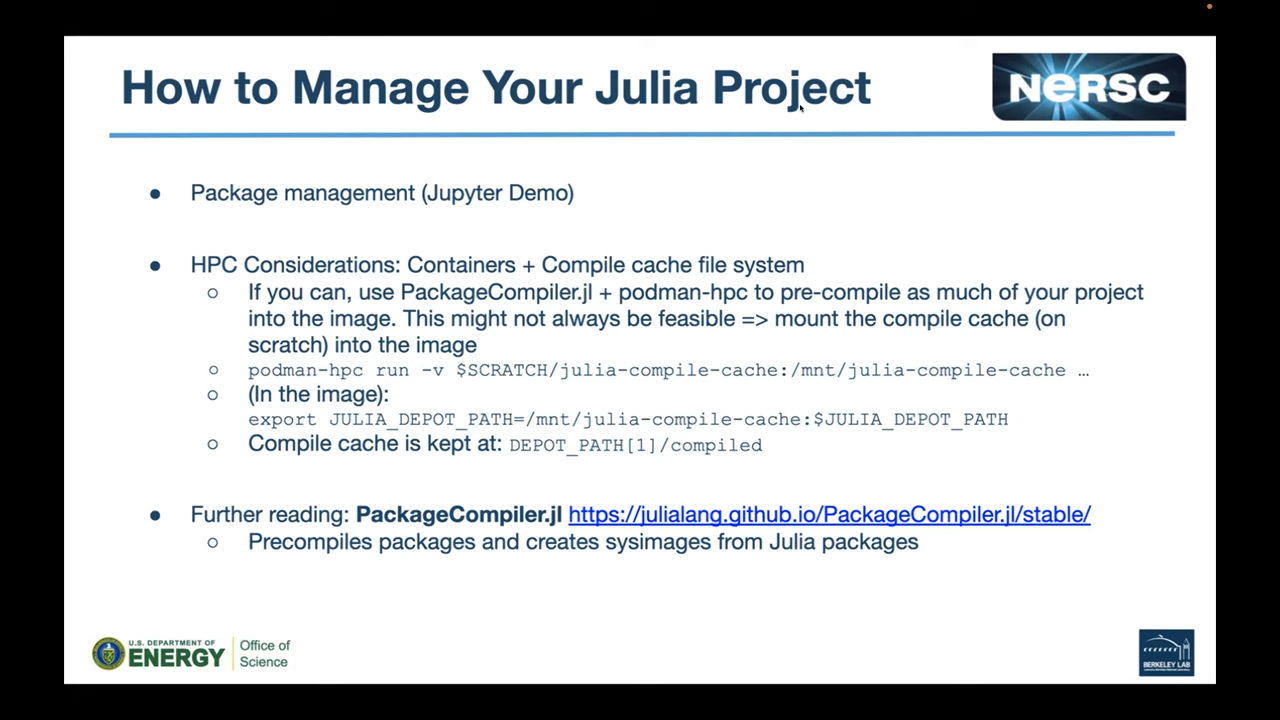 How to Manage Your Julia Project
NERSC
● Package management (Jupyter Demo)
● HPC Considerations: Containers + Compile cache file system
○ If you can, use PackageCompiler.jl + podman-hpc to pre-compile as much of your project
into the image. This might not always be feasible => mount the compile cache (on
scratch) into the image
○ podman-hpc run -v $SCRATCH/julia-compile-cache:/mnt/julia-compile-cache …
○ (In the image):
export JULIA_DEPOT_PATH=/mnt/julia-compile-cache:$JULIA_DEPOT_PATH
○ Compile cache is kept at: DEPOT_PATH[1]/compiled
● Further reading: PackageCompiler.jl https://julialang.github.io/PackageCompiler.jl/stable/
○ Precompiles packages and creates sysimages from Julia packages
U.S. DEPARTMENT OF
ENERGY
Office of
Science
BERKELEY LAB